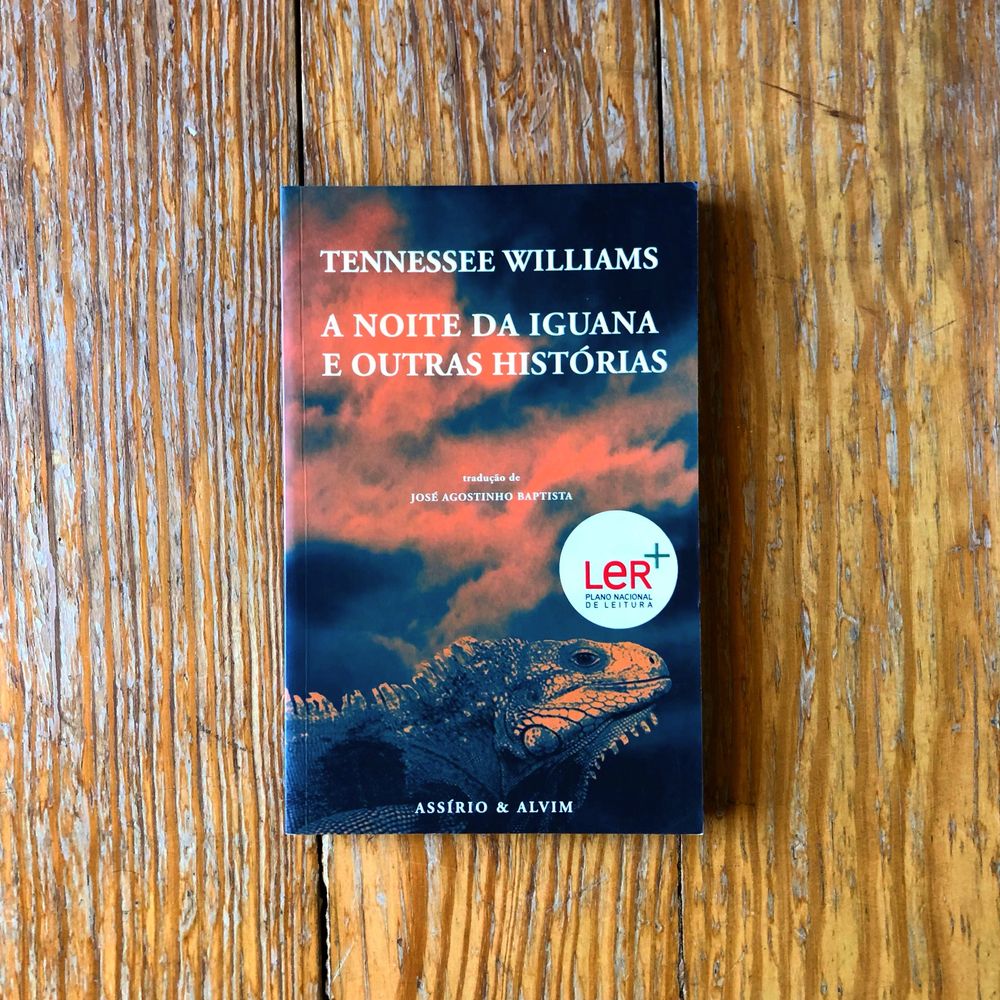 TENNESSEE WILLIAMS
A NOITE DA IGUANA
E OUTRAS HISTÓRIAS
tradução de
JOSÉ AGOSTINHO BAPTISTA
LeR+
PLANO NACIONAL
DE LEITURA
ASSÍRIO & ALVIM